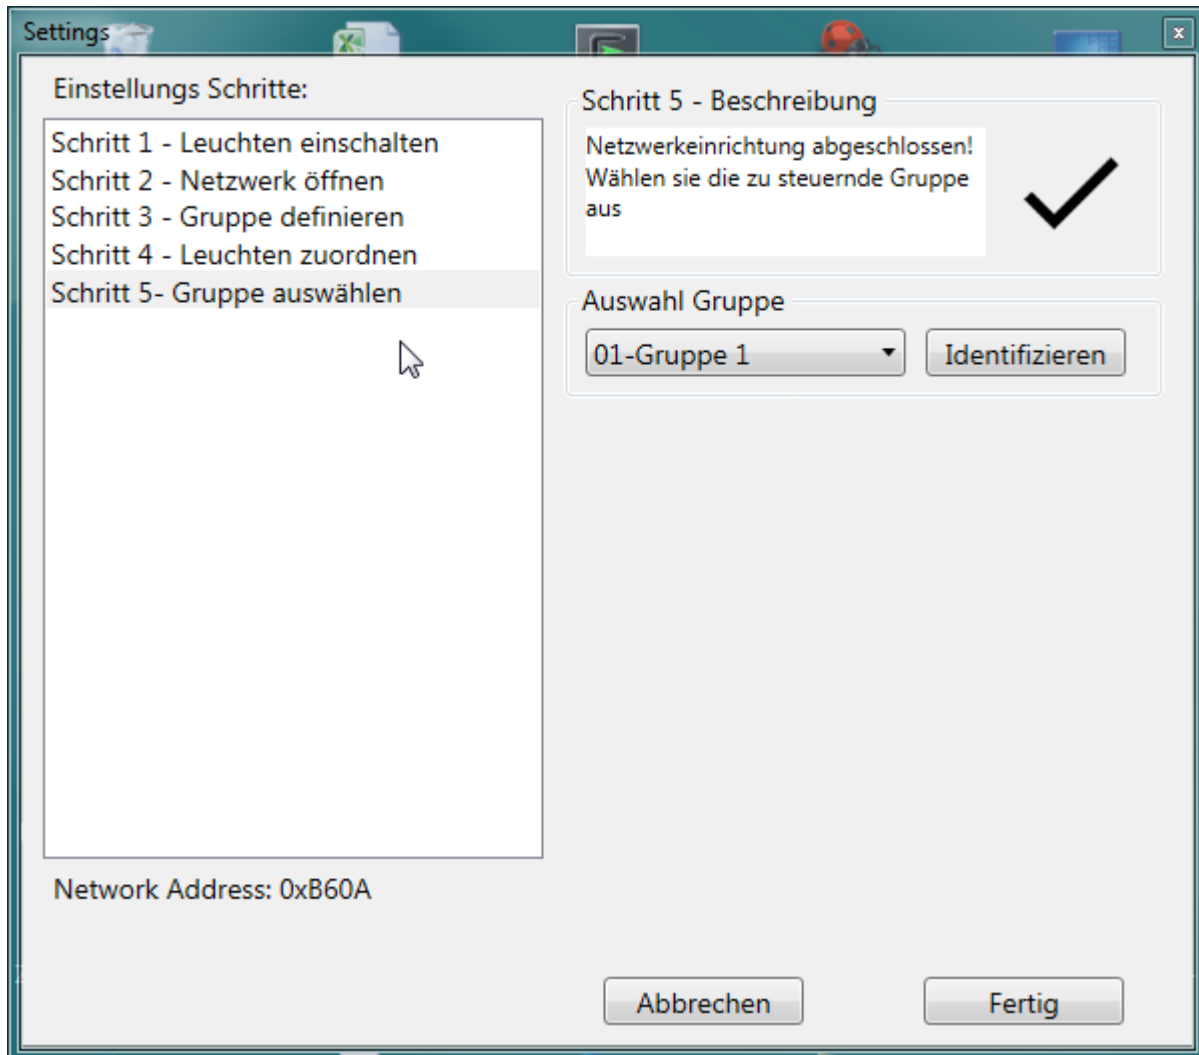 Settings
x
Einstellungs Schritte:
Schritt 1 - Leuchten einschalten
Schritt 2 - Netzwerk öffnen
Schritt 3 - Gruppe definieren
Schritt 4 - Leuchten zuordnen
Schritt 5- Gruppe auswählen
Network Address: 0xB60A
Schritt 5 - Beschreibung
Netzwerkeinrichtung abgeschlossen!
Wählen sie die zu steuernde Gruppe
aus
Auswahl Gruppe
01-Gruppe 1
Identifizieren
Abbrechen
Fertig